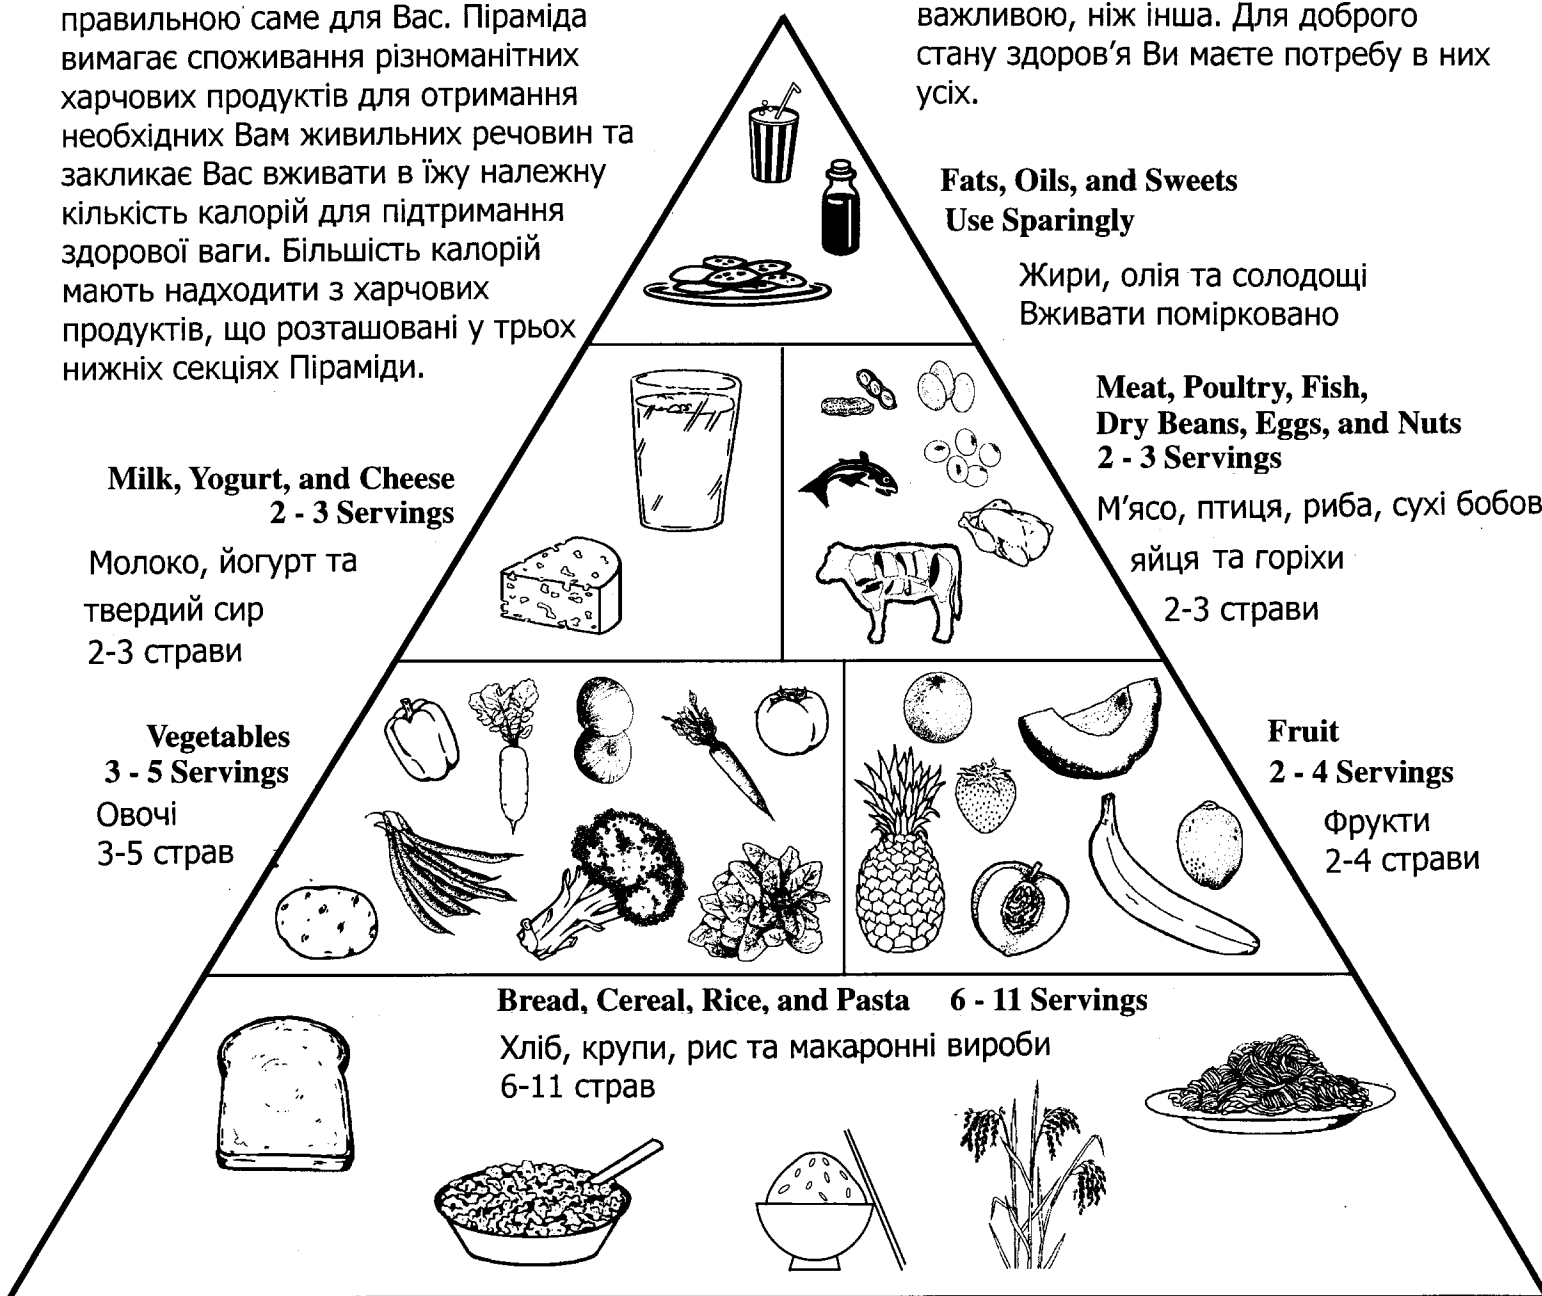 правильною саме для Вас. Піраміда
вимагає споживання різноманітних
харчових продуктів для отримання
необхідних Вам живильних речовин та
закликає Вас вживати в їжу належну
кількість калорій для підтримання
здорової ваги. Більшість калорій
мають надходити з харчових
продуктів, що розташовані у трьох
нижніх секціях Піраміди.
важливою, ніж інша. Для доброго
стану здоров'я Ви маєте потребу в них
усіх.
Fats, Oils, and Sweets
Use Sparingly
Жири, олія та солодощі
Вживати помірковано
Milk, Yogurt, and Cheese
2 - 3 Servings
Молоко, йогурт та
твердий сир
2-3 страви
Meat, Poultry, Fish,
Dry Beans, Eggs, and Nuts
2 - 3 Servings
М'ясо, птиця, риба, сухі бобов
яйця та горіхи
2-3 страви
Vegetables
3 - 5 Servings
Овочі
3-5 страв
Fruit
2 - 4 Servings
Фрукти
2-4 страви
Bread, Cereal, Rice, and Pasta 6 - 11 Servings
Хліб, крупи, рис та макаронні вироби
6-11 страв